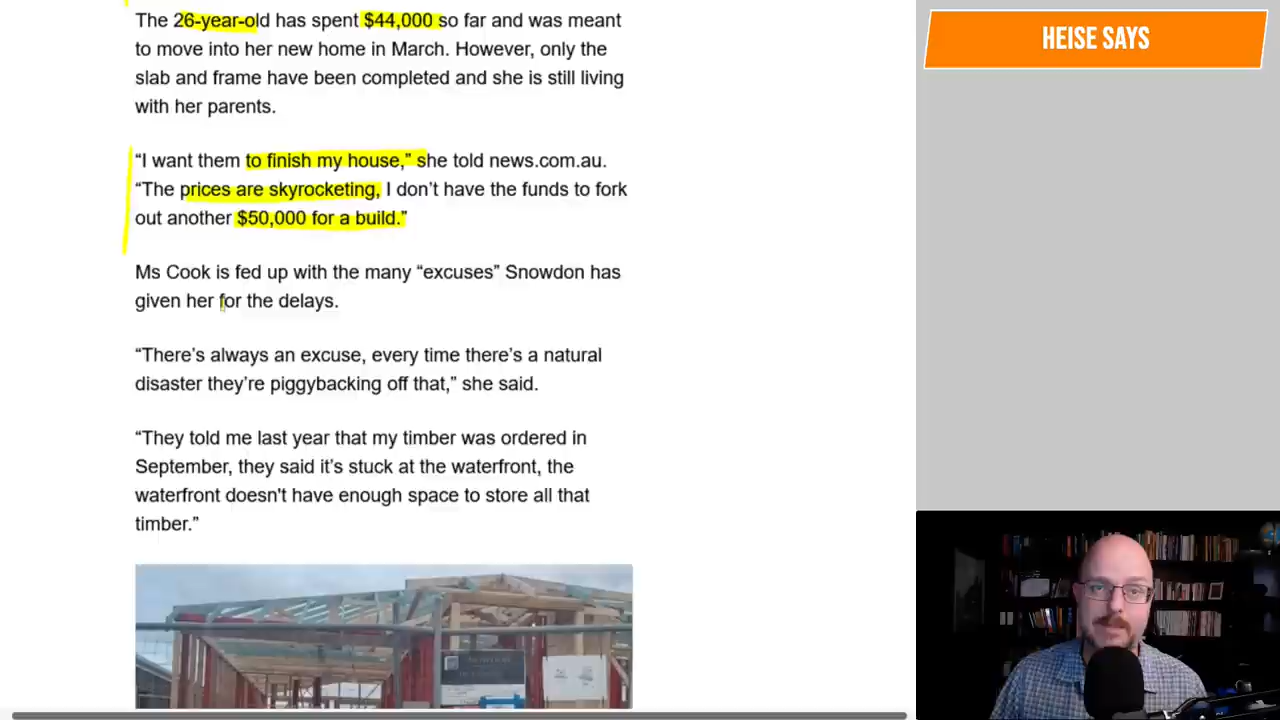 The 26-year-old has spent $44,000 so far and was meant
to move into her new home in March. However, only the
slab and frame have been completed and she is still living
with her parents.
“I want them to finish my house,” she told news.com.au.
“The prices are skyrocketing, I don’t have the funds to fork
out another $50,000 for a build.”
Ms Cook is fed up with the many “excuses” Snowdon has
given her for the delays.
“There’s always an excuse, every time there’s a natural
disaster they’re piggybacking off that,” she said.
“They told me last year that my timber was ordered in
September, they said it’s stuck at the waterfront, the
waterfront doesn't have enough space to store all that
timber.”
HEISE SAYS